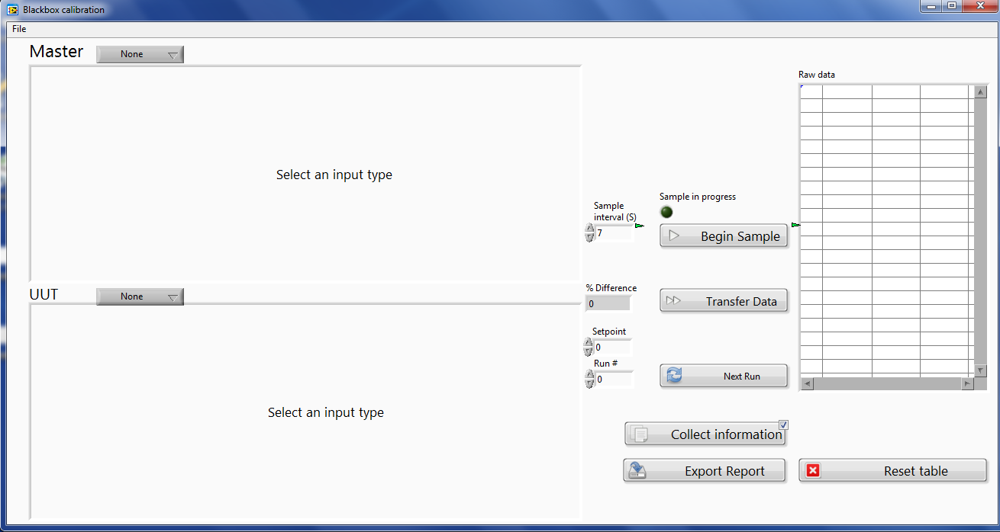 Blackbox calibration
File
Master
None
Select an input type
UUT
None
Select an input type
Sample
interval (S)
7
Sample in progress
Begin Sample
% Difference
0
Transfer Data
Setpoint
0
Run #
0
Next Run
Collect information
Export Report
Raw data
Reset table